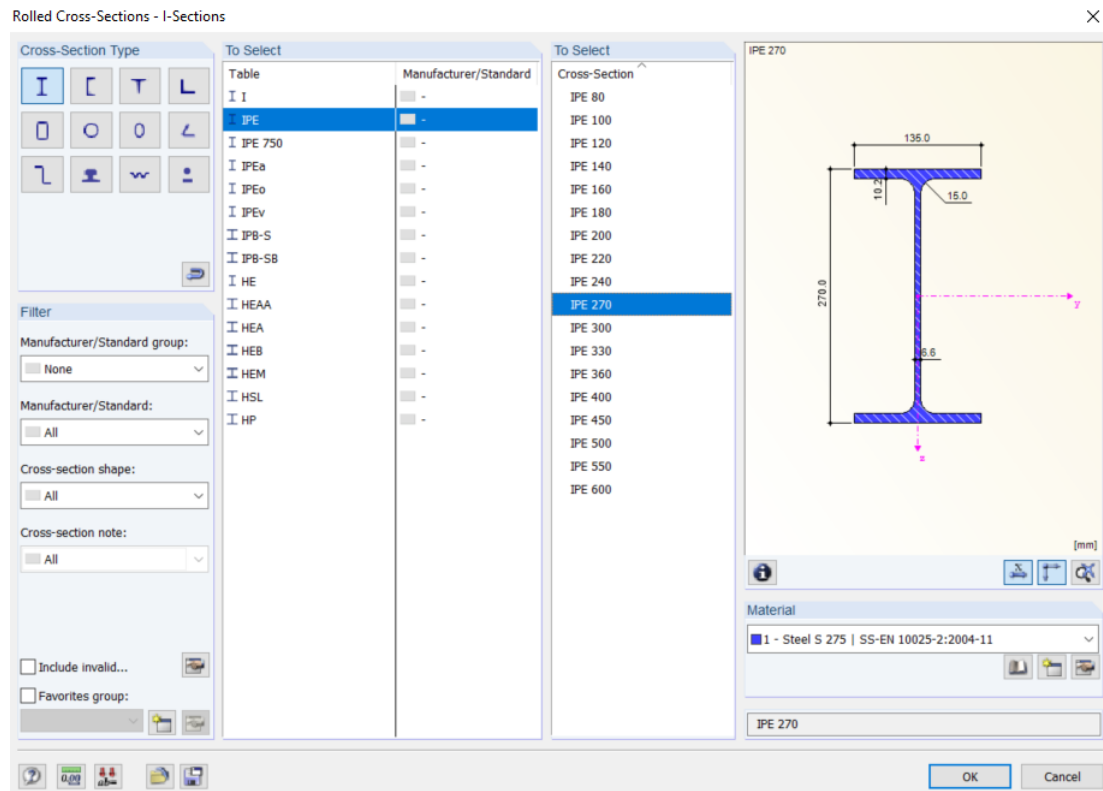 Rolled Cross-Sections - I-Sections
Cross-Section Type
To Select
Table
Manufacturer/Standard
I -
IPE -
IPE 750 -
IPEa -
IPEo -
IPEv -
IPB-S -
IPB-SB -
HE -
HEAA -
HEA -
HEB -
HEM -
HSL -
HP -
To Select
Cross-Section
IPE 80
IPE 100
IPE 120
IPE 140
IPE 160
IPE 180
IPE 200
IPE 220
IPE 240
IPE 270
IPE 300
IPE 330
IPE 360
IPE 400
IPE 450
IPE 500
IPE 550
IPE 600
IPE 270
135.0
10.2
15.0
270.0
y
6.6
z
[mm]
Filter
Manufacturer/Standard group:
None
Manufacturer/Standard:
All
Cross-section shape:
All
Cross-section note:
All
Include invalid...
Favorites group:
Material
1 - Steel S 275 | SS-EN 10025-2:2004-11
IPE 270
0,00
OK
Cancel